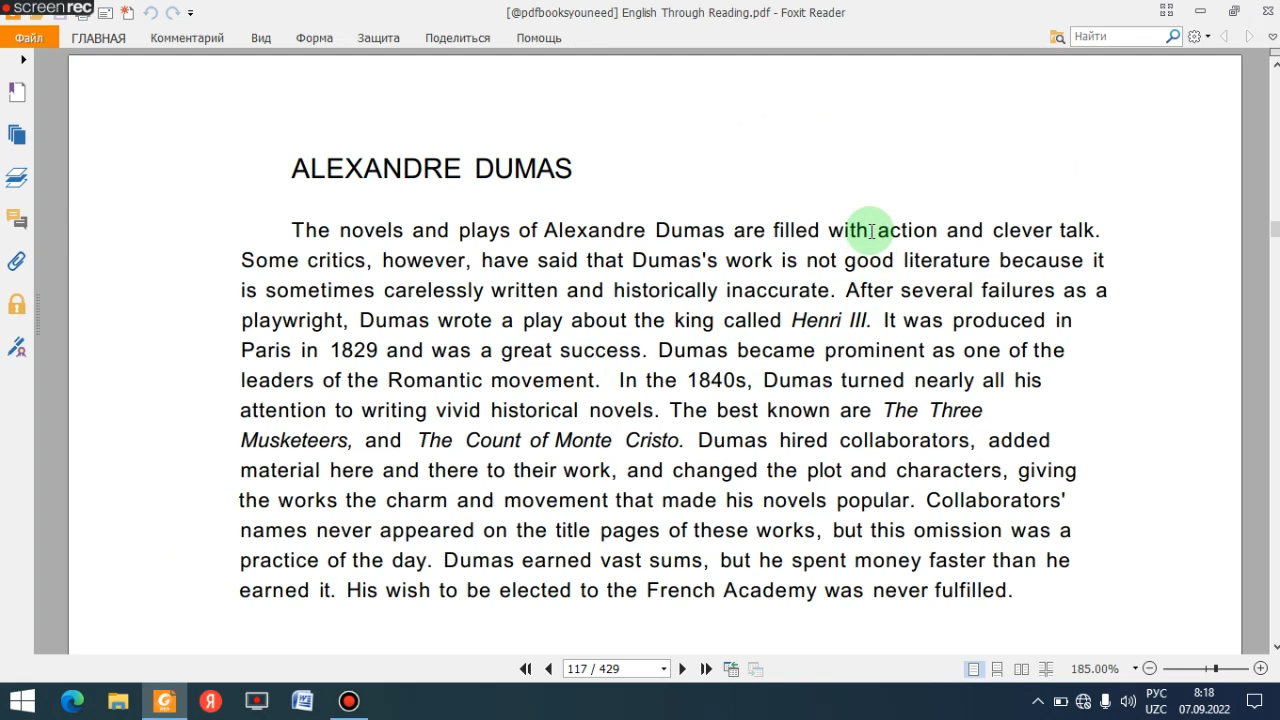 screenrec
[@pdfbooksyouneed] English Through Reading.pdf - Foxit Reader
Файл ГЛАВНАЯ Комментарий Вид Форма Защита Поделиться Помощь Найти
ALEXANDRE DUMAS
The novels and plays of Alexandre Dumas are filled with action and clever talk.
Some critics, however, have said that Dumas's work is not good literature because it
is sometimes carelessly written and historically inaccurate. After several failures as a
playwright, Dumas wrote a play about the king called Henri III. It was produced in
Paris in 1829 and was a great success. Dumas became prominent as one of the
leaders of the Romantic movement. In the 1840s, Dumas turned nearly all his
attention to writing vivid historical novels. The best known are The Three
Musketeers, and The Count of Monte Cristo. Dumas hired collaborators, added
material here and there to their work, and changed the plot and characters, giving
the works the charm and movement that made his novels popular. Collaborators'
names never appeared on the title pages of these works, but this omission was a
practice of the day. Dumas earned vast sums, but he spent money faster than he
earned it. His wish to be elected to the French Academy was never fulfilled.
117 / 429 185.00%
РУС 8:18
UZC 07.09.2022